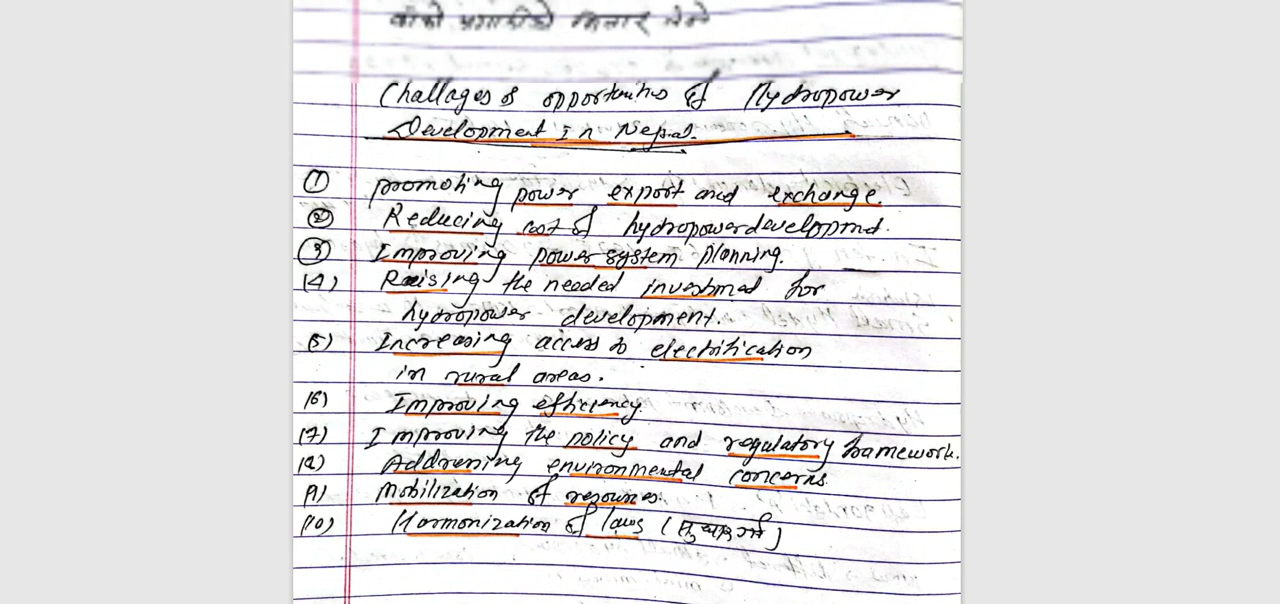 Challages & opportunities of Hydropower
Development In Nepal.
① promoting power export and exchange.
② Reducing cost of hydropowerdevelopmnt.
③ Improving power system planning.
(4) Raising the needed investmed for
hydropower development.
(5) Increasing access to electrification
in rural areas.
(6) Improving efficiency.
(7) Improving the policy and regulatory framework.
(8) Addressing environmental concerns.
(9) Mobilization of resources.
(10) Harmonization of laws (